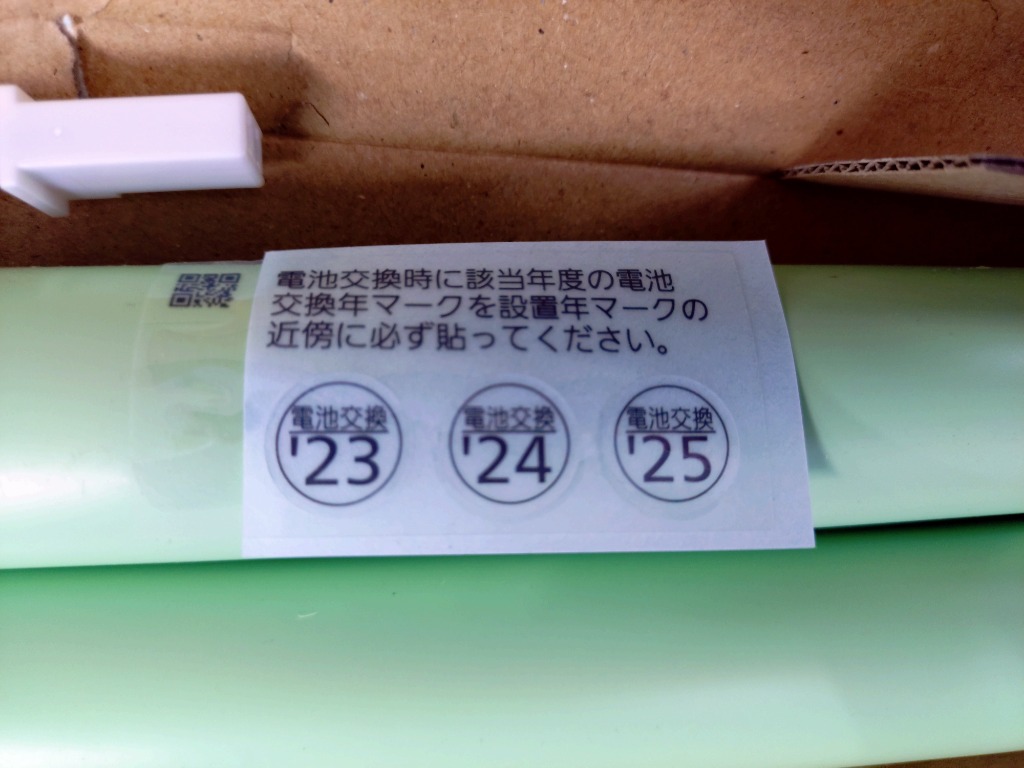 電池交換時に該当年度の電池
交換年マークを設置年マークの
近傍に必ず貼ってください。
電池交換 電池交換 電池交換
'23 '24 '25